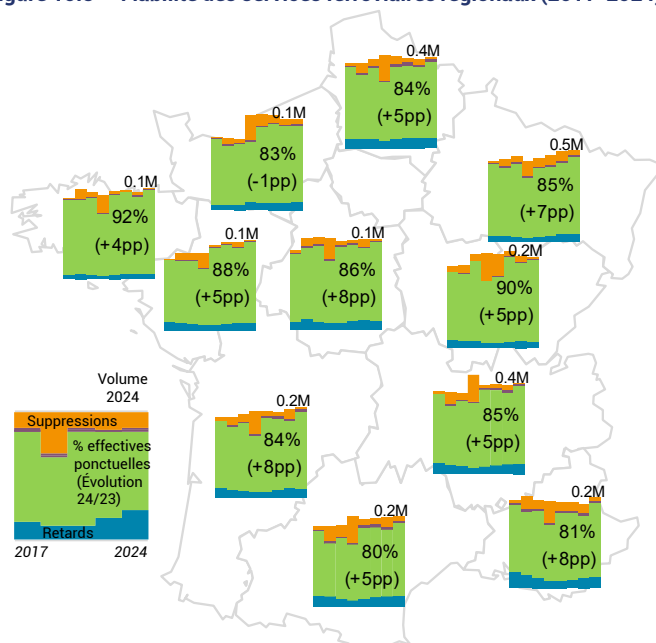 0.4M
84%
(+5pp)
0.1M
83%
(-1pp)
0.5M
85%
(+7pp)
0.1M
92%
(+4pp)
0.1M
88%
(+5pp)
0.1M
86%
(+8pp)
0.2M
90%
(+5pp)
Volume
2024
Suppressions
% effectives
ponctuelles
(Évolution
24/23)
Retards
2017 2024
0.2M
84%
(+8pp)
0.4M
85%
(+5pp)
0.2M
80%
(+5pp)
0.2M
81%
(+8pp)